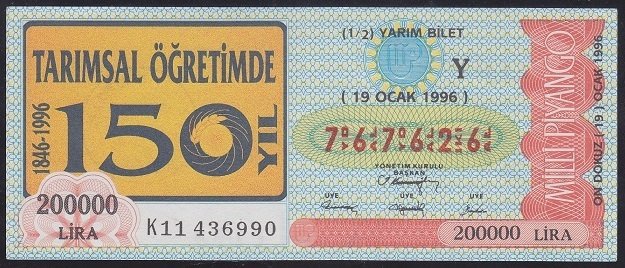 TARIMSAL ÖĞRETİMDE
1846-1996
150
YIL
200000
LİRA
K11 436990
(1/2) YARIM BİLET
MP
Y
( 19 OCAK 1996 )
767626
YÖNETİM KURULU
BAŞKAN
ÜYE ÜYE ÜYE
200000 LİRA
MİLLİ PİYANGO
ON DOKUZ ( 19 ) OCAK 1996